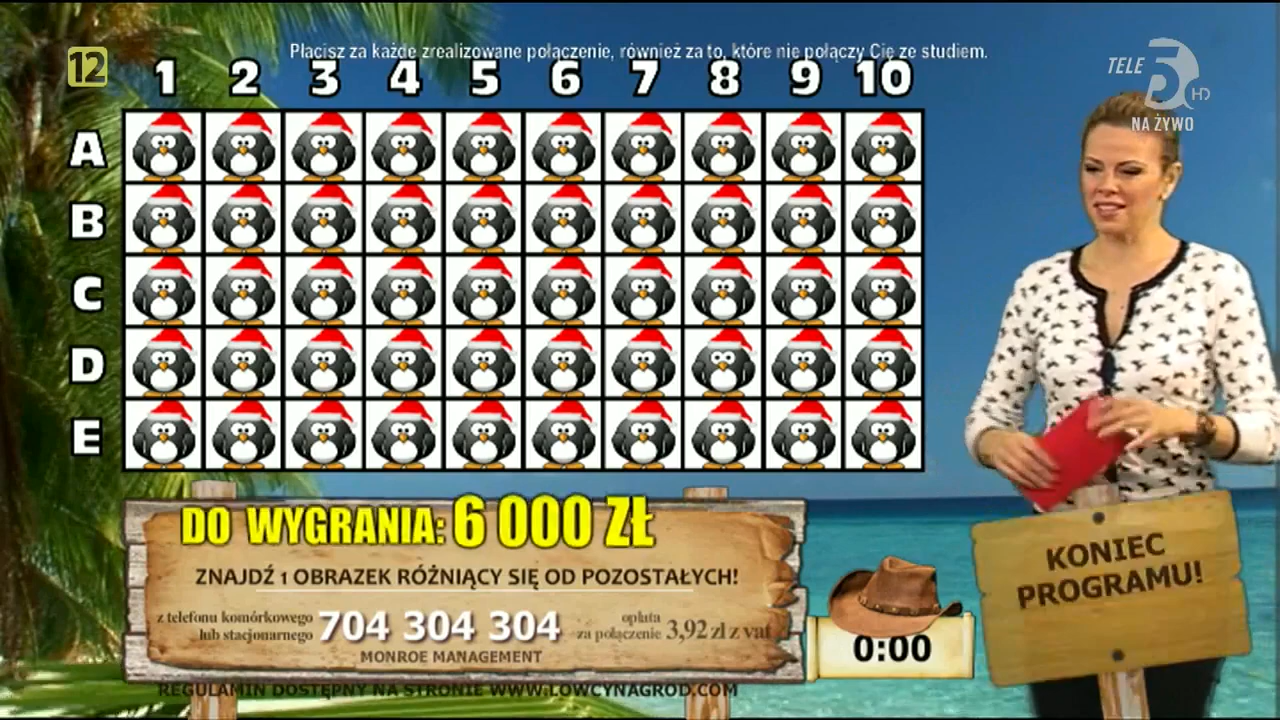 Płacisz za każde zrealizowane połączenie, również za to, które nie połączy Cię ze studiem.
12
TELE 5 HD
NA ŻYWO
1 2 3 4 5 6 7 8 9 10
A
B
C
D
E
DO WYGRANIA: 6 000 ZŁ
ZNAJDŹ 1 OBRAZEK RÓŻNIĄCY SIĘ OD POZOSTAŁYCH!
z telefonu komórkowego
lub stacjonarnego
704 304 304
opłata
za połączenie 3,92 zł z vat
MONROE MANAGEMENT
REGULAMIN DOSTĘPNY NA STRONIE WWW.LOWCYNAGROD.COM
0:00
KONIEC
PROGRAMU!